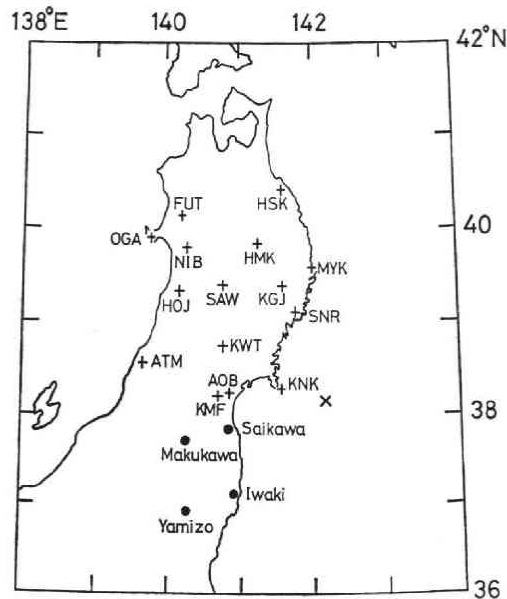 138°E 140 142 42°N
FUT
HSK
40
OGA
NIB
HMK
MYK
HOJ
SAW
KGJ
SNR
KWT
ATM
AOB
KNK
KMF
38
Saikawa
Makukawa
Iwaki
Yamizo
36